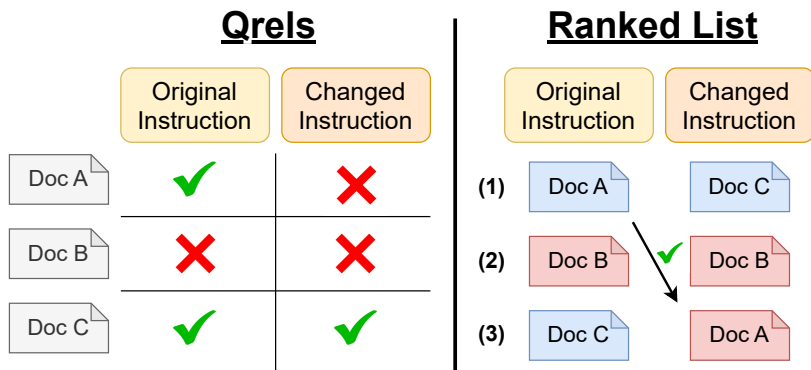 Qrels
Original
Instruction
Changed
Instruction
Doc A
Doc B
Doc C
Ranked List
Original
Instruction
Changed
Instruction
(1)
Doc A
Doc C
(2)
Doc B
Doc B
(3)
Doc C
Doc A